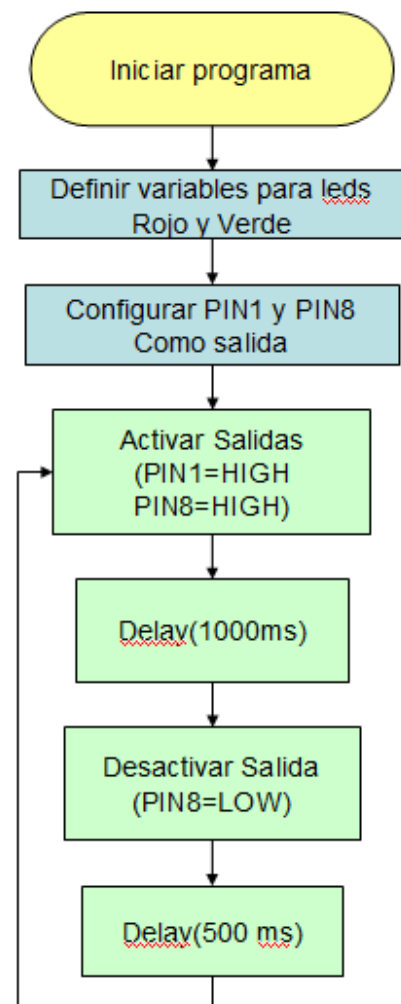 Iniciar programa
Definir variables para leds
Rojo y Verde
Configurar PIN1 y PIN8
Como salida
Activar Salidas
(PIN1=HIGH
PIN8=HIGH)
Delay(1000ms)
Desactivar Salida
(PIN8=LOW)
Delay(500 ms)